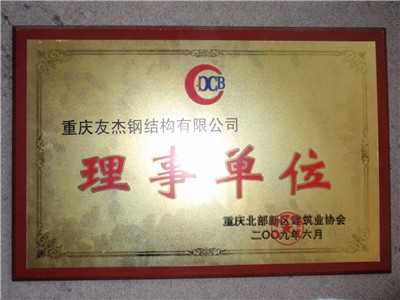 DCB
重庆友杰钢结构有限公司
理事单位
重庆北部新区建筑业协会
二〇〇九年六月